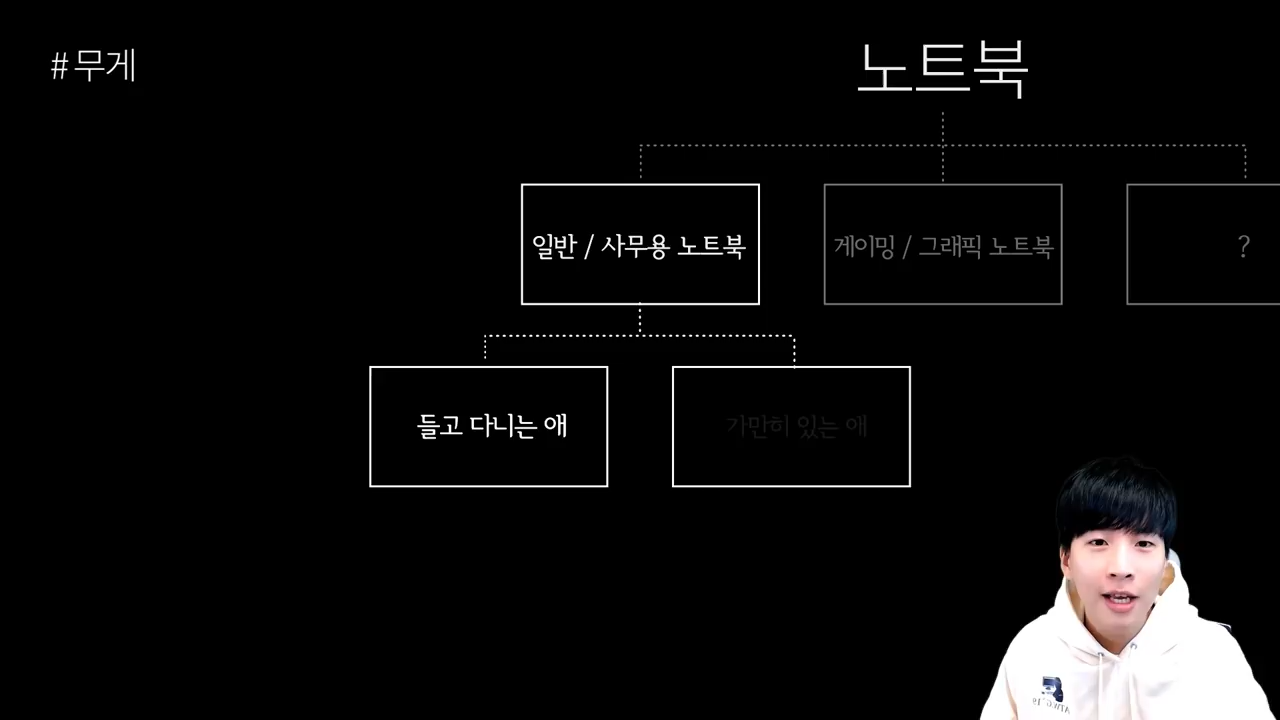 #무게
노트북
일반 / 사무용 노트북
게이밍 / 그래픽 노트북
?
들고 다니는 애
가만히 있는 애